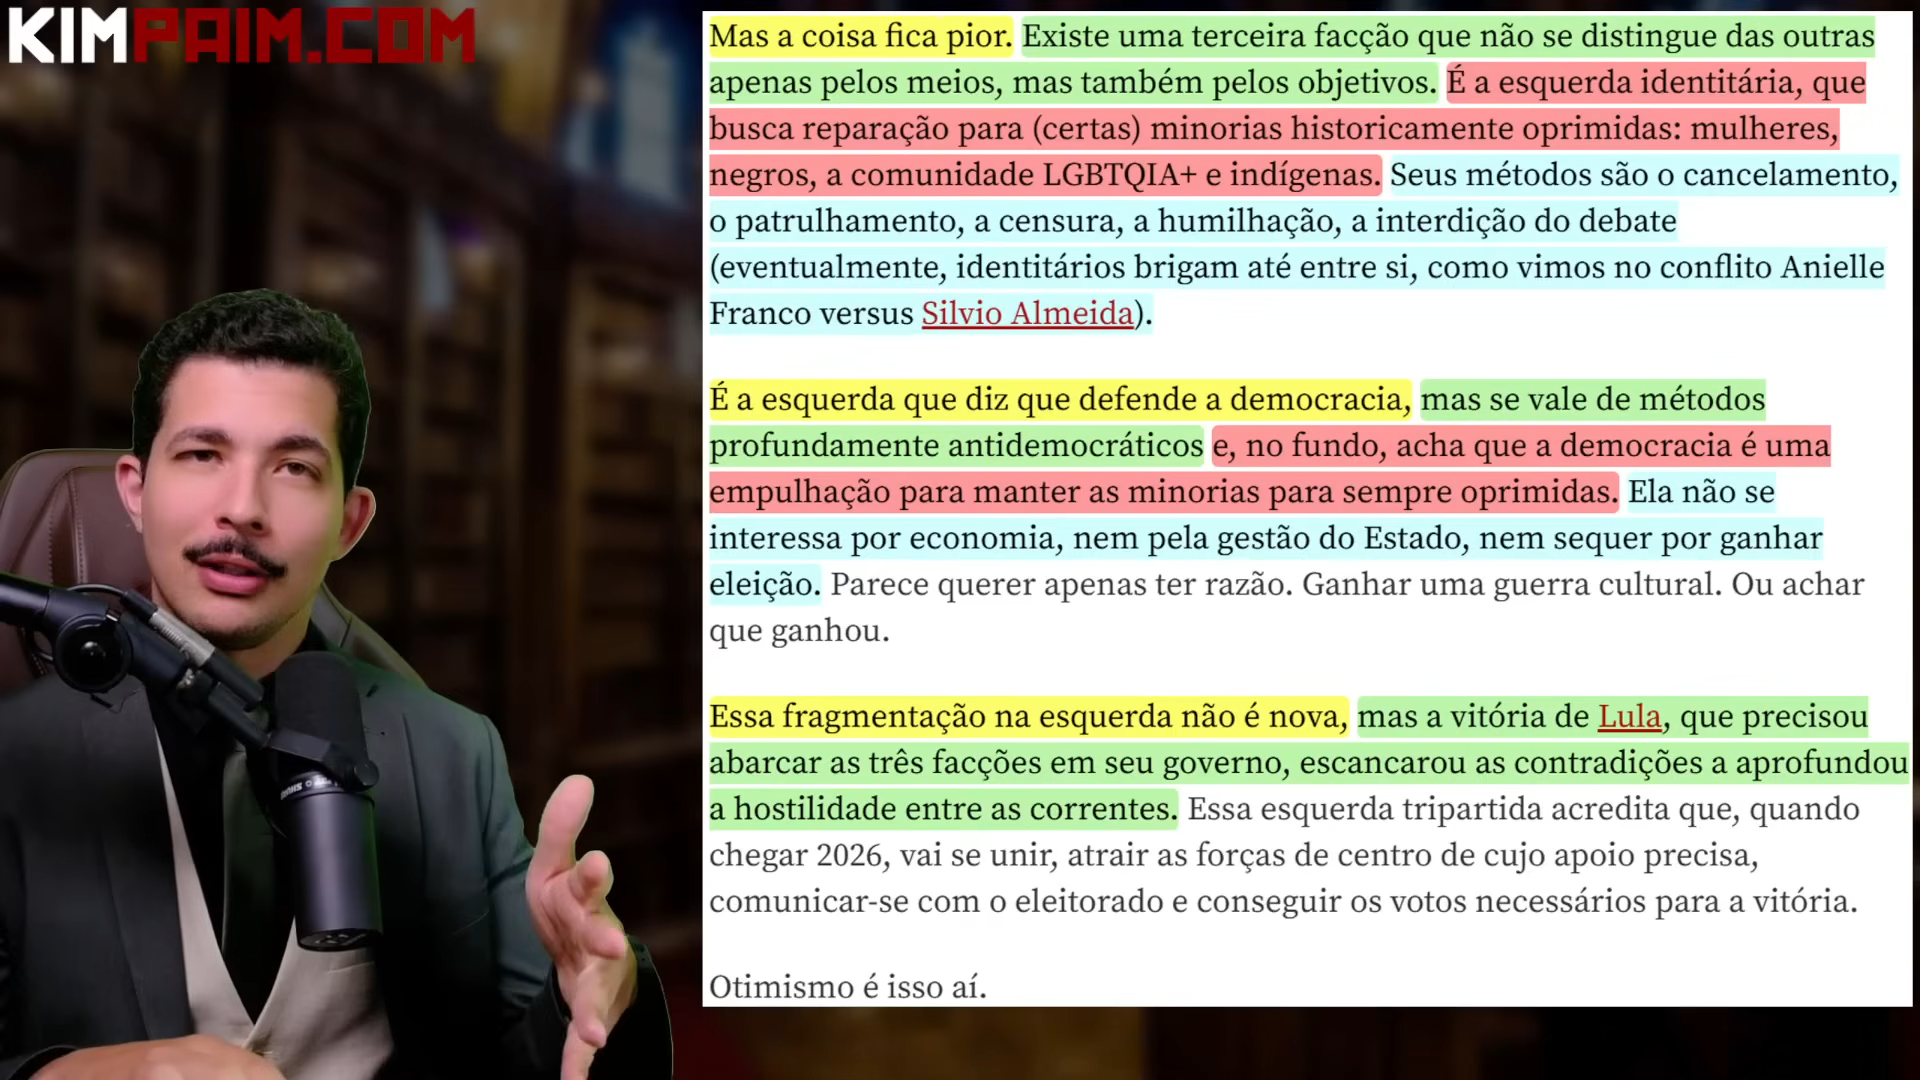 KIMPAIM.COM
Mas a coisa fica pior. Existe uma terceira facção que não se distingue das outras
apenas pelos meios, mas também pelos objetivos. É a esquerda identitária, que
busca reparação para (certas) minorias historicamente oprimidas: mulheres,
negros, a comunidade LGBTQIA+ e indígenas. Seus métodos são o cancelamento,
o patrulhamento, a censura, a humilhação, a interdição do debate
(eventualmente, identitários brigam até entre si, como vimos no conflito Anielle
Franco versus Silvio Almeida).
É a esquerda que diz que defende a democracia, mas se vale de métodos
profundamente antidemocráticos e, no fundo, acha que a democracia é uma
empulhação para manter as minorias para sempre oprimidas. Ela não se
interessa por economia, nem pela gestão do Estado, nem sequer por ganhar
eleição. Parece querer apenas ter razão. Ganhar uma guerra cultural. Ou achar
que ganhou.
Essa fragmentação na esquerda não é nova, mas a vitória de Lula, que precisou
abarcar as três facções em seu governo, escancarou as contradições a aprofundou
a hostilidade entre as correntes. Essa esquerda tripartida acredita que, quando
chegar 2026, vai se unir, atrair as forças de centro de cujo apoio precisa,
comunicar-se com o eleitorado e conseguir os votos necessários para a vitória.
Otimismo é isso aí.